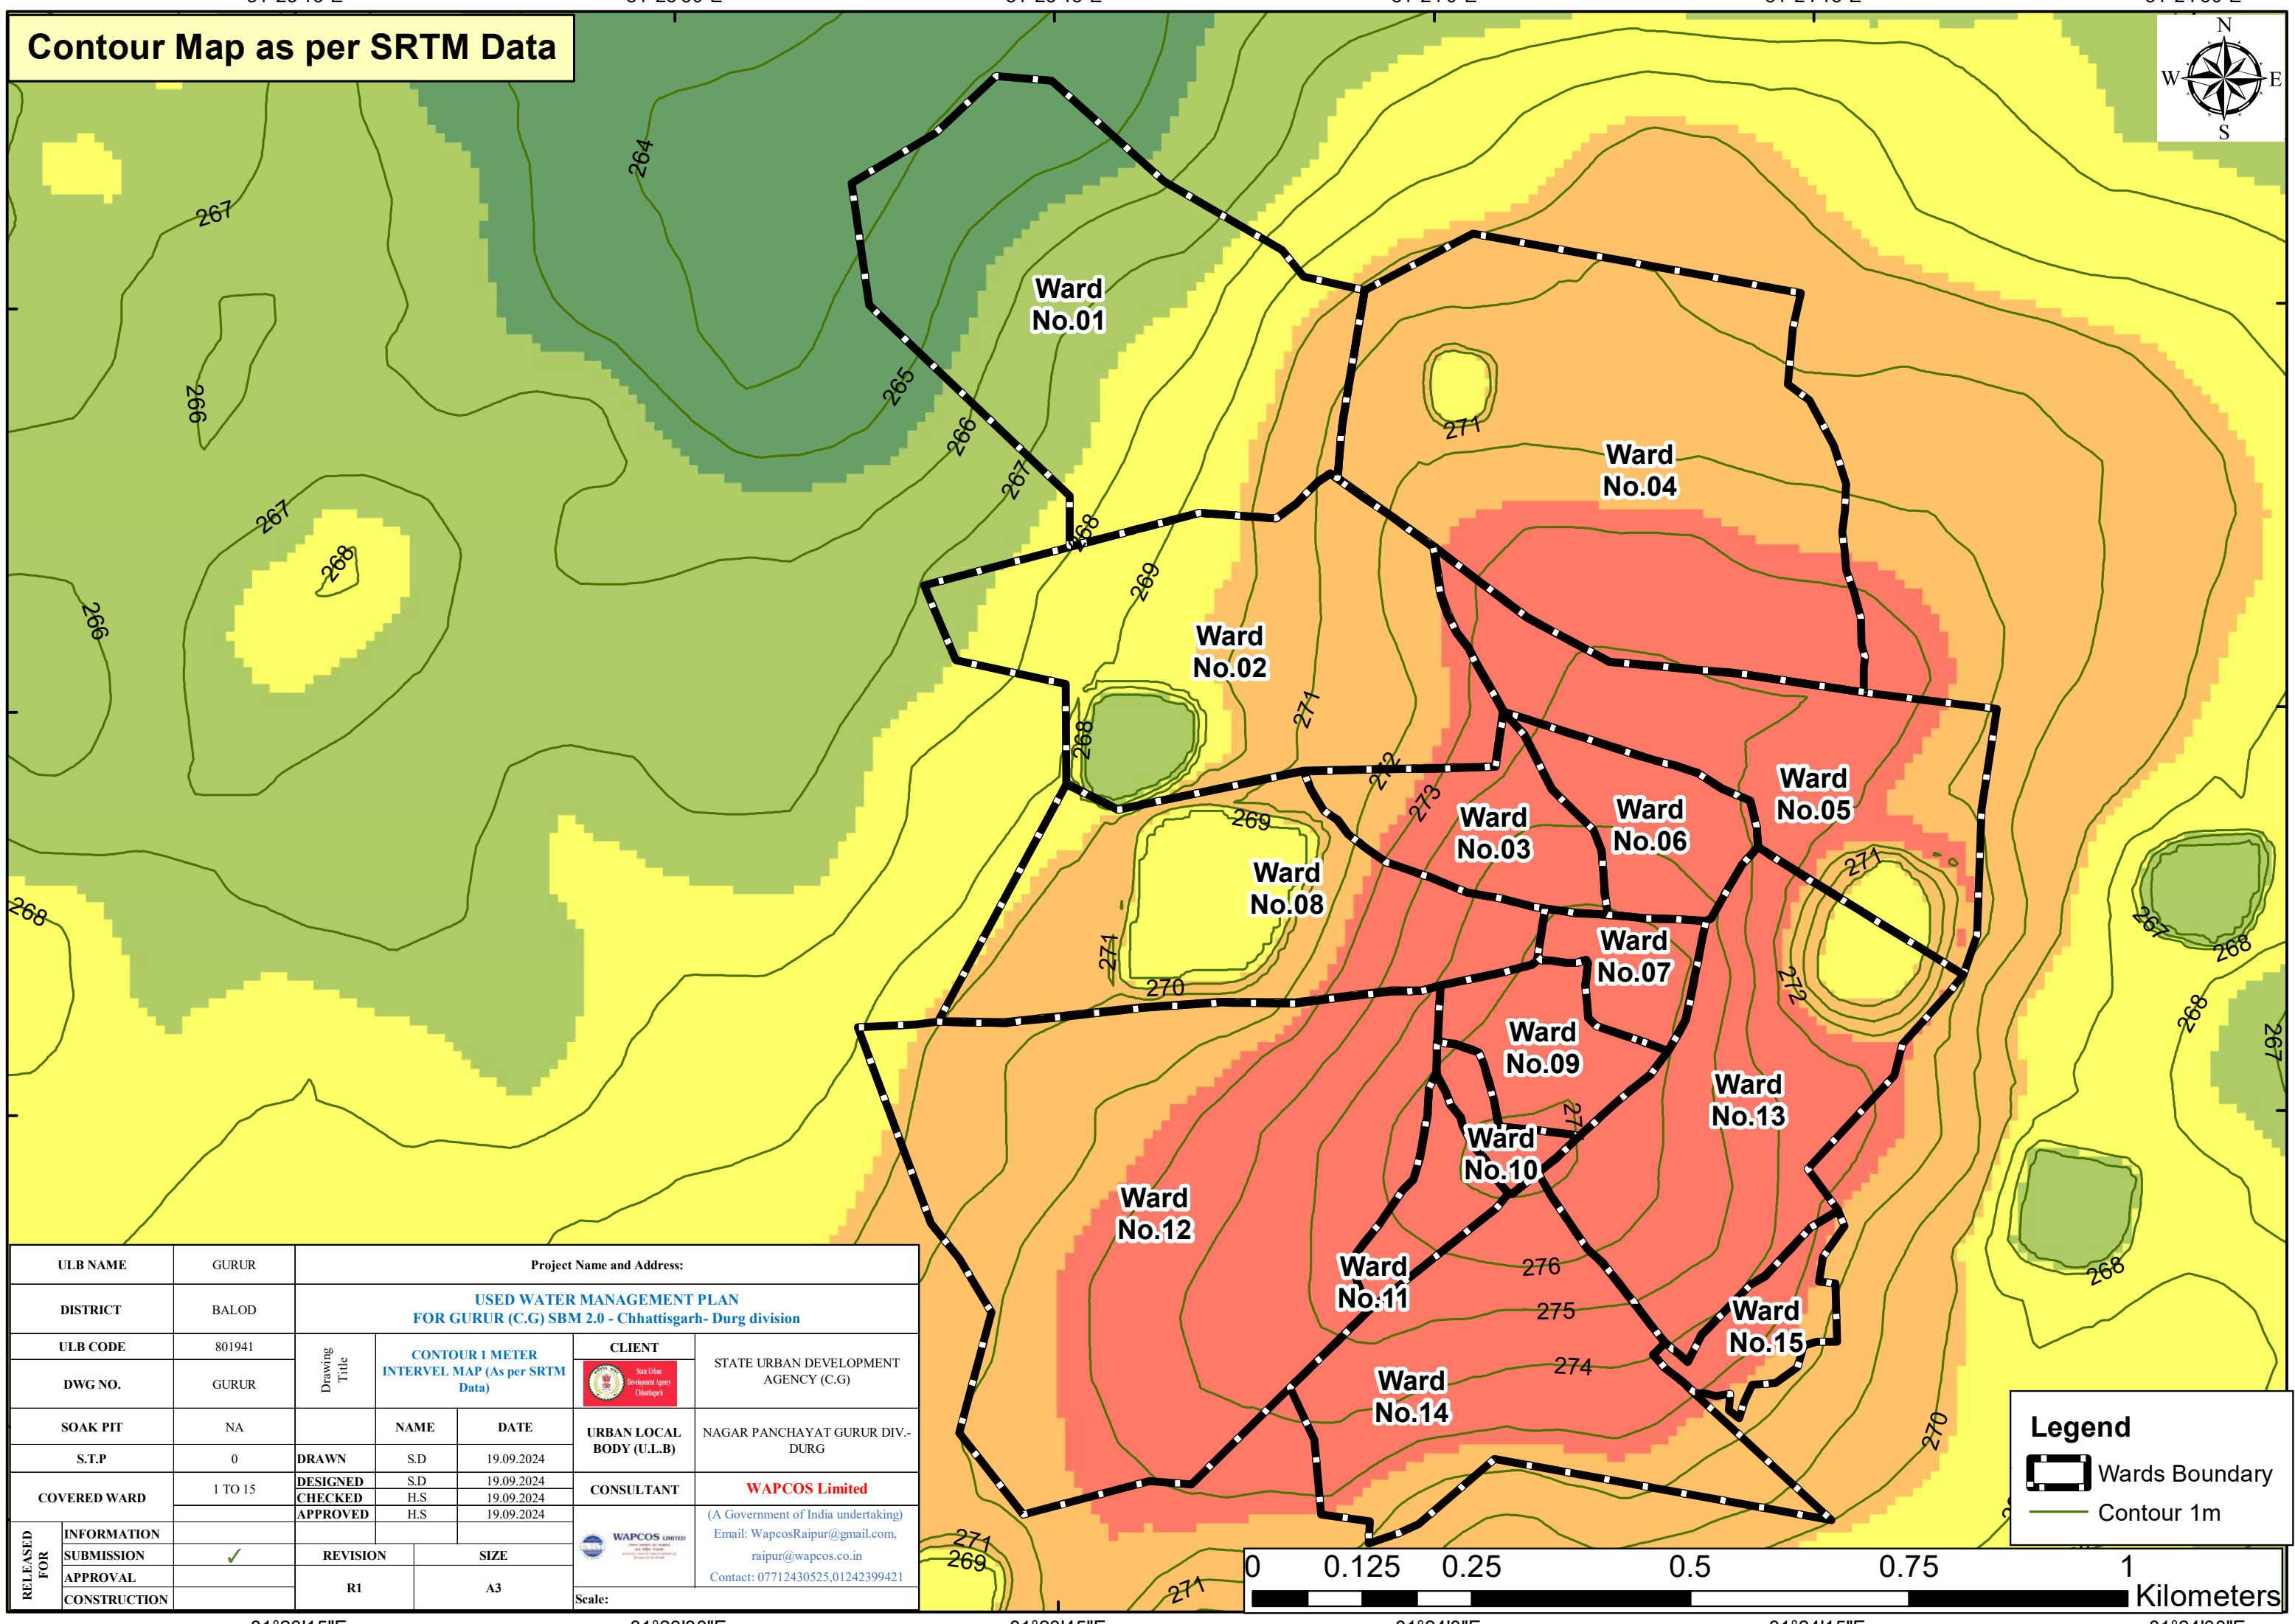 Contour Map as per SRTM Data
N
W
E
S
264
267
265
266
267
266
267
268
266
268
269
268
268
271
271
272
273
269
271
270
271
272
267
268
268
267
268
276
275
274
270
271
269
271
Ward
No.01
Ward
No.04
Ward
No.02
Ward
No.05
Ward
No.03
Ward
No.06
Ward
No.08
Ward
No.07
Ward
No.09
Ward
No.13
Ward
No.10
Ward
No.12
Ward
No.11
Ward
No.15
Ward
No.14
ULB NAME
GURUR
Project Name and Address:
DISTRICT
BALOD
USED WATER MANAGEMENT PLAN
FOR GURUR (C.G) SBM 2.0 - Chhattisgarh- Durg division
ULB CODE
801941
Drawing
Title
CONTOUR 1 METER
INTERVEL MAP (As per SRTM
Data)
CLIENT
State Urban
Development Agency
Chhattisgarh
STATE URBAN DEVELOPMENT
AGENCY (C.G)
DWG NO.
GURUR
SOAK PIT
NA
NAME
DATE
URBAN LOCAL
BODY (U.L.B)
NAGAR PANCHAYAT GURUR DIV.-
DURG
S.T.P
0
DRAWN
S.D
19.09.2024
COVERED WARD
1 TO 15
DESIGNED
S.D
19.09.2024
CHECKED
H.S
19.09.2024
APPROVED
H.S
19.09.2024
CONSULTANT
WAPCOS Limited
(A Government of India undertaking)
Email: WapcosRaipur@gmail.com,
raipur@wapcos.co.in
Contact: 07712430525,01242399421
WAPCOS LIMITED
RELEASED
FOR
INFORMATION
SUBMISSION
✓
APPROVAL
CONSTRUCTION
REVISION
SIZE
R1
A3
Scale:
Legend
Wards Boundary
Contour 1m
0 0.125 0.25 0.5 0.75 1
Kilometers